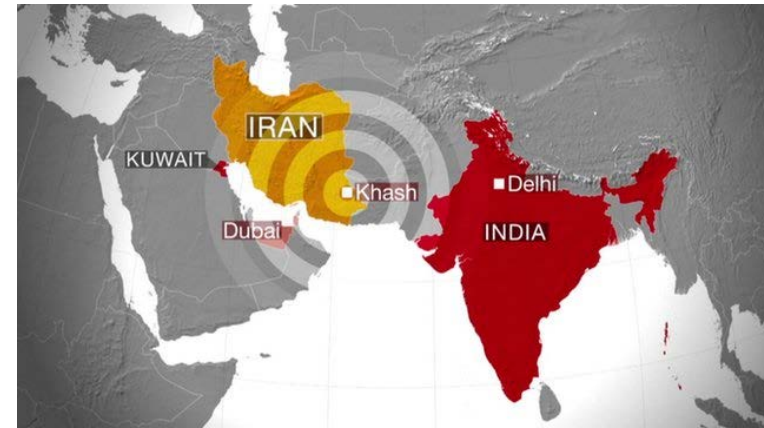 IRAN
KUWAIT
Khash
Delhi
Dubai
INDIA